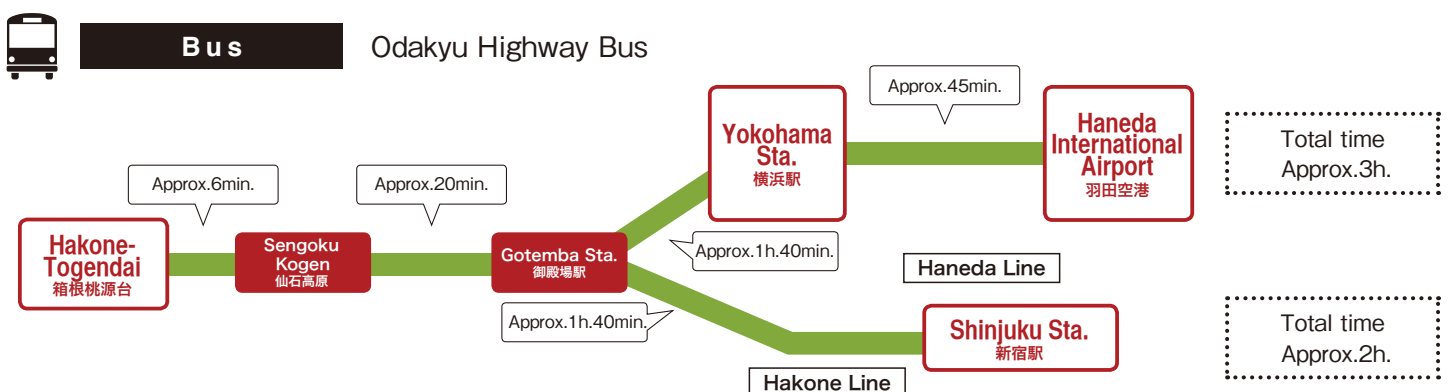 Bus
Odakyu Highway Bus
Approx.45min.
Yokohama
Sta.
横浜駅
Haneda
International
Airport
羽田空港
Total time
Approx.3h.
Approx.6min.
Approx.20min.
Hakone-
Togendai
箱根桃源台
Sengoku
Kogen
仙石高原
Gotemba Sta.
御殿場駅
Approx.1h.40min.
Haneda Line
Approx.1h.40min.
Shinjuku Sta.
新宿駅
Total time
Approx.2h.
Hakone Line